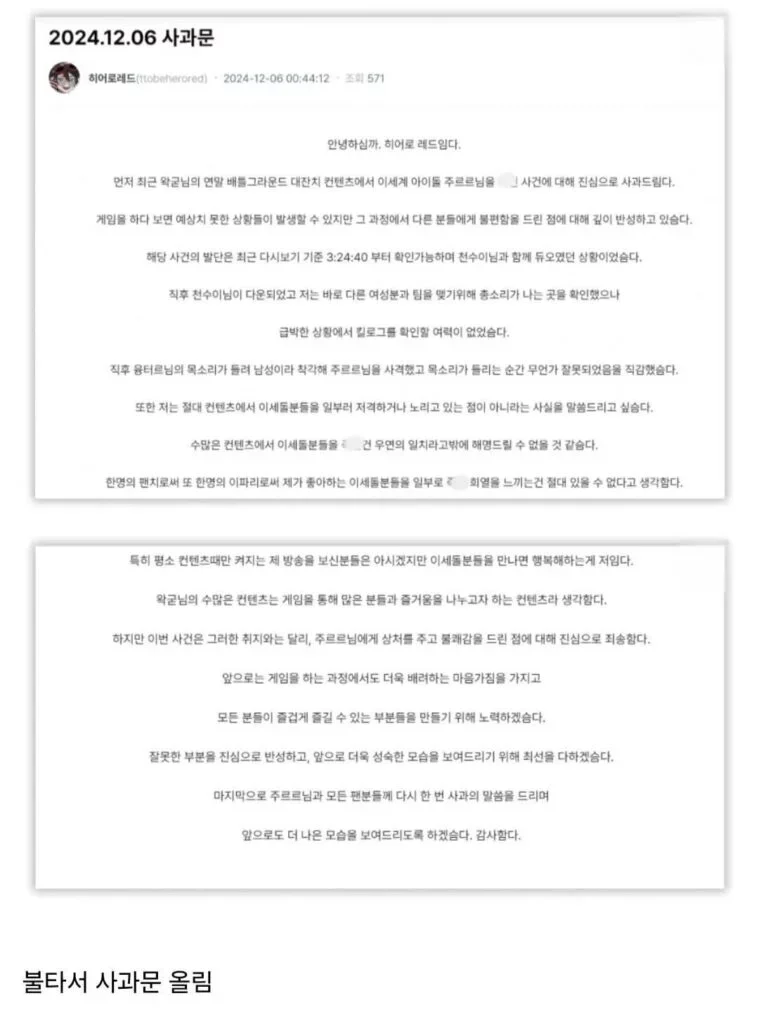 2024.12.06 사과문
히어로레드(ttobeherored) · 2024-12-06 00:44:12 · 조회 571
안녕하십까. 히어로 레드임다.
먼저 최근 왁굳님의 연말 배틀그라운드 대잔치 컨텐츠에서 이세계 아이돌 주르르님을 사건에 대해 진심으로 사과드림다.
게임을 하다 보면 예상치 못한 상황들이 발생할 수 있지만 그 과정에서 다른 분들에게 불편함을 드린 점에 대해 깊이 반성하고 있슴다.
해당 사건의 발단은 최근 다시보기 기준 3:24:40 부터 확인가능하며 천수이님과 함께 듀오였던 상황이었슴다.
직후 천수이님이 다운되었고 저는 바로 다른 여성분과 팀을 맺기위해 총소리가 나는 곳을 확인했으나
급박한 상황에서 킬로그를 확인할 여력이 없었슴다.
직후 융터르님의 목소리가 들려 남성이라 착각해 주르르님을 사격했고 목소리가 들리는 순간 무언가 잘못되었음을 직감했슴다.
또한 저는 절대 컨텐츠에서 이세돌분들을 일부러 저격하거나 노리고 있는 점이 아니라는 사실을 말씀드리고 싶슴다.
수많은 컨텐츠에서 이세돌분들을 건 우연의 일치라고밖에 해명드릴 수 없을 것 같슴다.
한명의 팬치로써 또 한명의 이파리로써 제가 좋아하는 이세돌분들을 일부로 희열을 느끼는건 절대 있을 수 없다고 생각함다.
특히 평소 컨텐츠때만 켜지는 제 방송을 보신분들은 아시겠지만 이세돌분들을 만나면 행복해하는게 저임다.
왁굳님의 수많은 컨텐츠는 게임을 통해 많은 분들과 즐거움을 나누고자 하는 컨텐츠라 생각함다.
하지만 이번 사건은 그러한 취지와는 달리, 주르르님에게 상처를 주고 불쾌감을 드린 점에 대해 진심으로 죄송함다.
앞으로는 게임을 하는 과정에서도 더욱 배려하는 마음가짐을 가지고
모든 분들이 즐겁게 즐길 수 있는 부분들을 만들기 위해 노력하겠슴다.
잘못한 부분을 진심으로 반성하고, 앞으로 더욱 성숙한 모습을 보여드리기 위해 최선을 다하겠슴다.
마지막으로 주르르님과 모든 팬분들께 다시 한 번 사과의 말씀을 드리며
앞으로도 더 나은 모습을 보여드리도록 하겠슴다. 감사함다.
불타서 사과문 올림